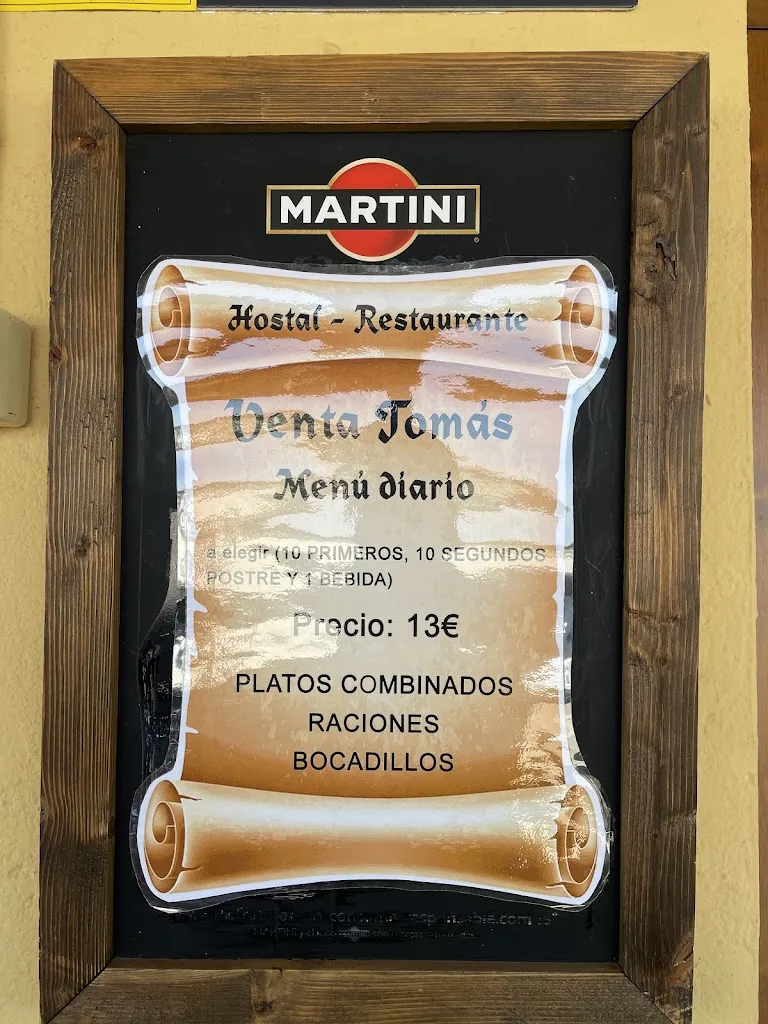 MARTINI
Hostal - Restaurante
Venta Tomás
Menú diario
a elegir (10 PRIMEROS, 10 SEGUNDOS
POSTRE Y 1 BEBIDA)
Precio: 13€
PLATOS COMBINADOS
RACIONES
BOCADILLOS